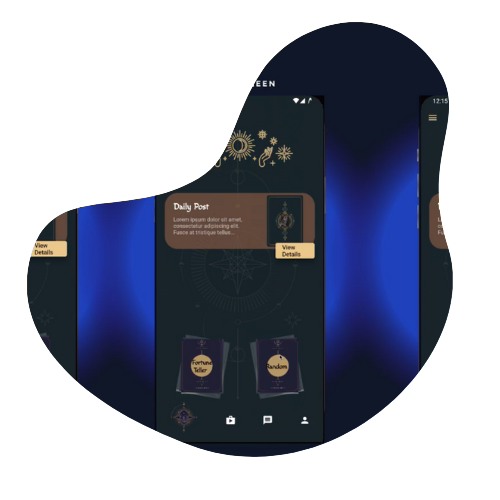 EEN
12:15
Daily Post
Lorem ipsum dolor sit amet,
consectetur adipiscing elit.
Fusce at tristique tellus...
View
Details
View
Details
Fortune
Teller
Random